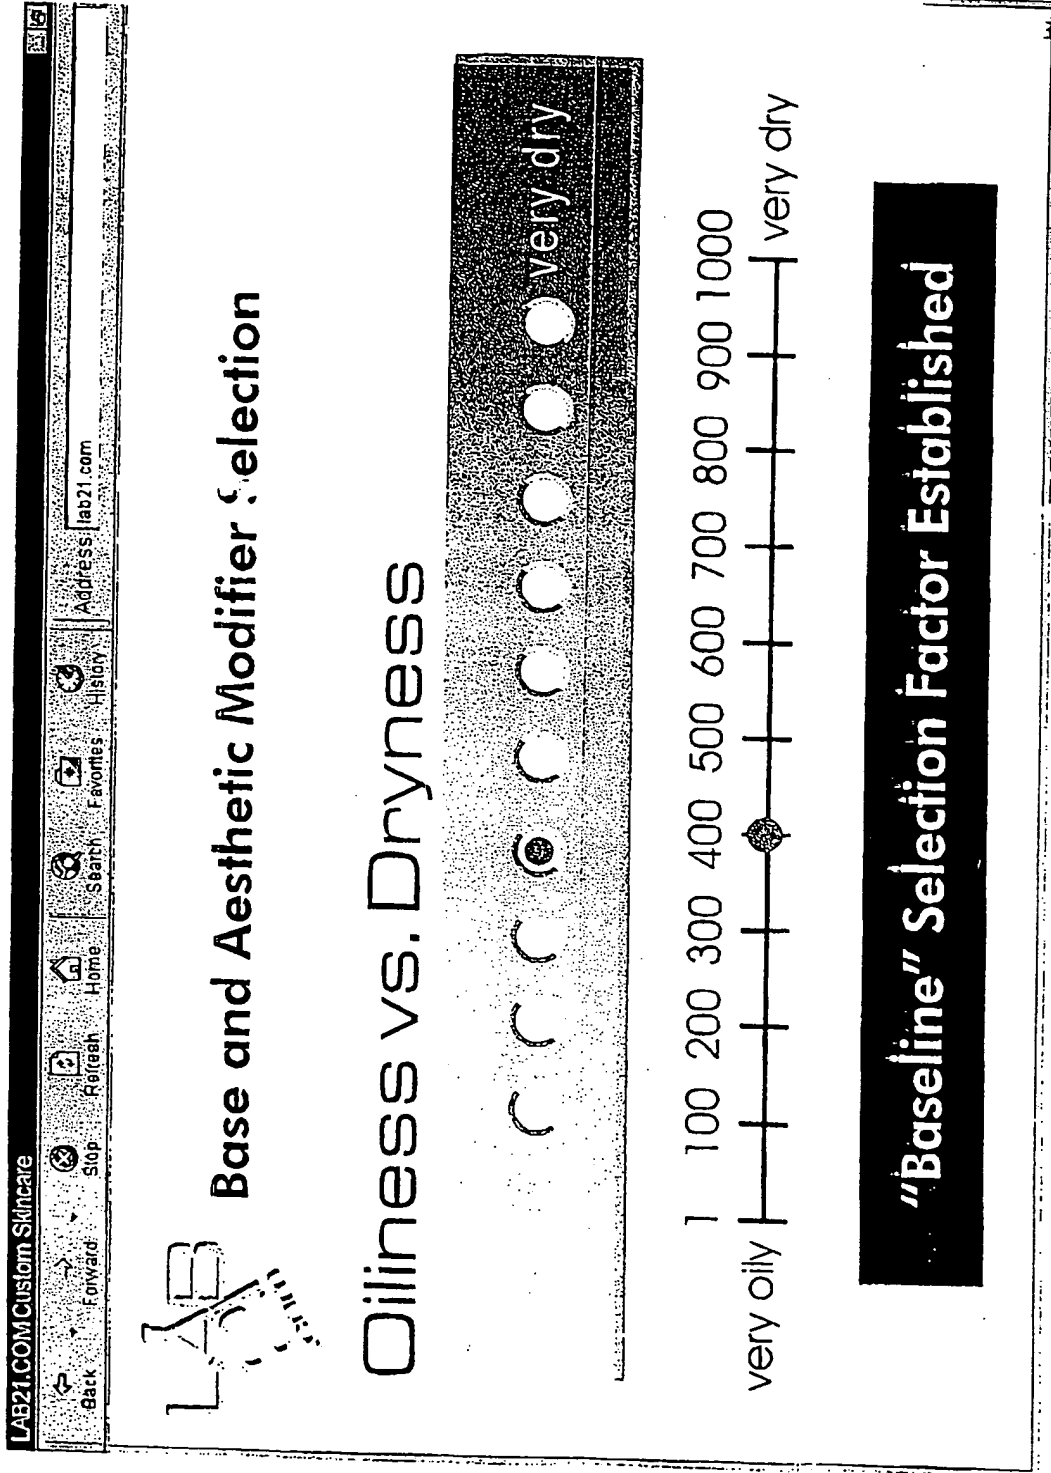 LAB21.COM Custom Skincare
Back Forward Stop Refresh Home Search Favorites History Address lab21.com
LAB
Base and Aesthetic Modifier Selection
Oiliness vs. Dryness
very dry
1 100 200 300 400 500 600 700 800 900 1000
very oily very dry
"Baseline" Selection Factor Established